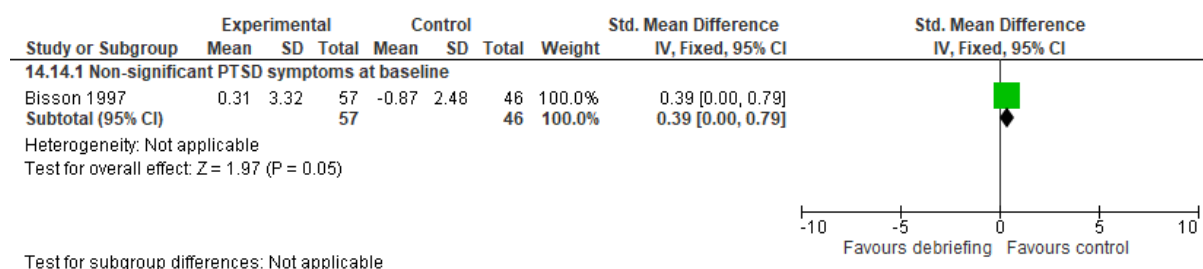 Experimental Control Std. Mean Difference Std. Mean Difference
Study or Subgroup Mean SD Total Mean SD Total Weight IV, Fixed, 95% CI IV, Fixed, 95% CI
14.14.1 Non-significant PTSD symptoms at baseline
Bisson 1997 0.31 3.32 57 -0.87 2.48 46 100.0% 0.39 [0.00, 0.79]
Subtotal (95% CI) 57 46 100.0% 0.39 [0.00, 0.79]
Heterogeneity: Not applicable
Test for overall effect: Z = 1.97 (P = 0.05)
-10 -5 0 5 10
Favours debriefing Favours control
Test for subgroup differences: Not applicable